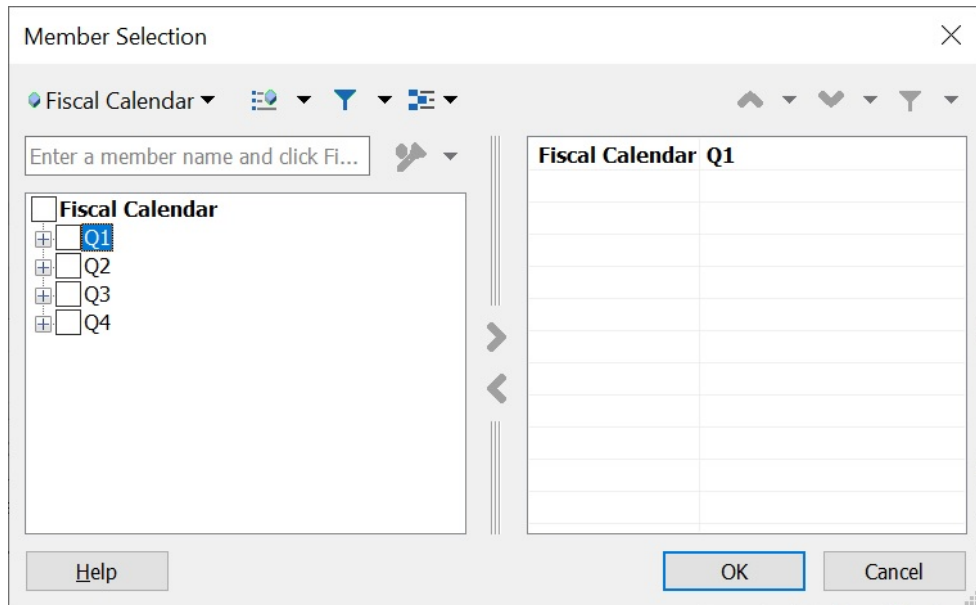 Member Selection
Fiscal Calendar
Enter a member name and click Fi...
Fiscal Calendar
Q1
Q2
Q3
Q4
Fiscal Calendar Q1
Help
OK
Cancel